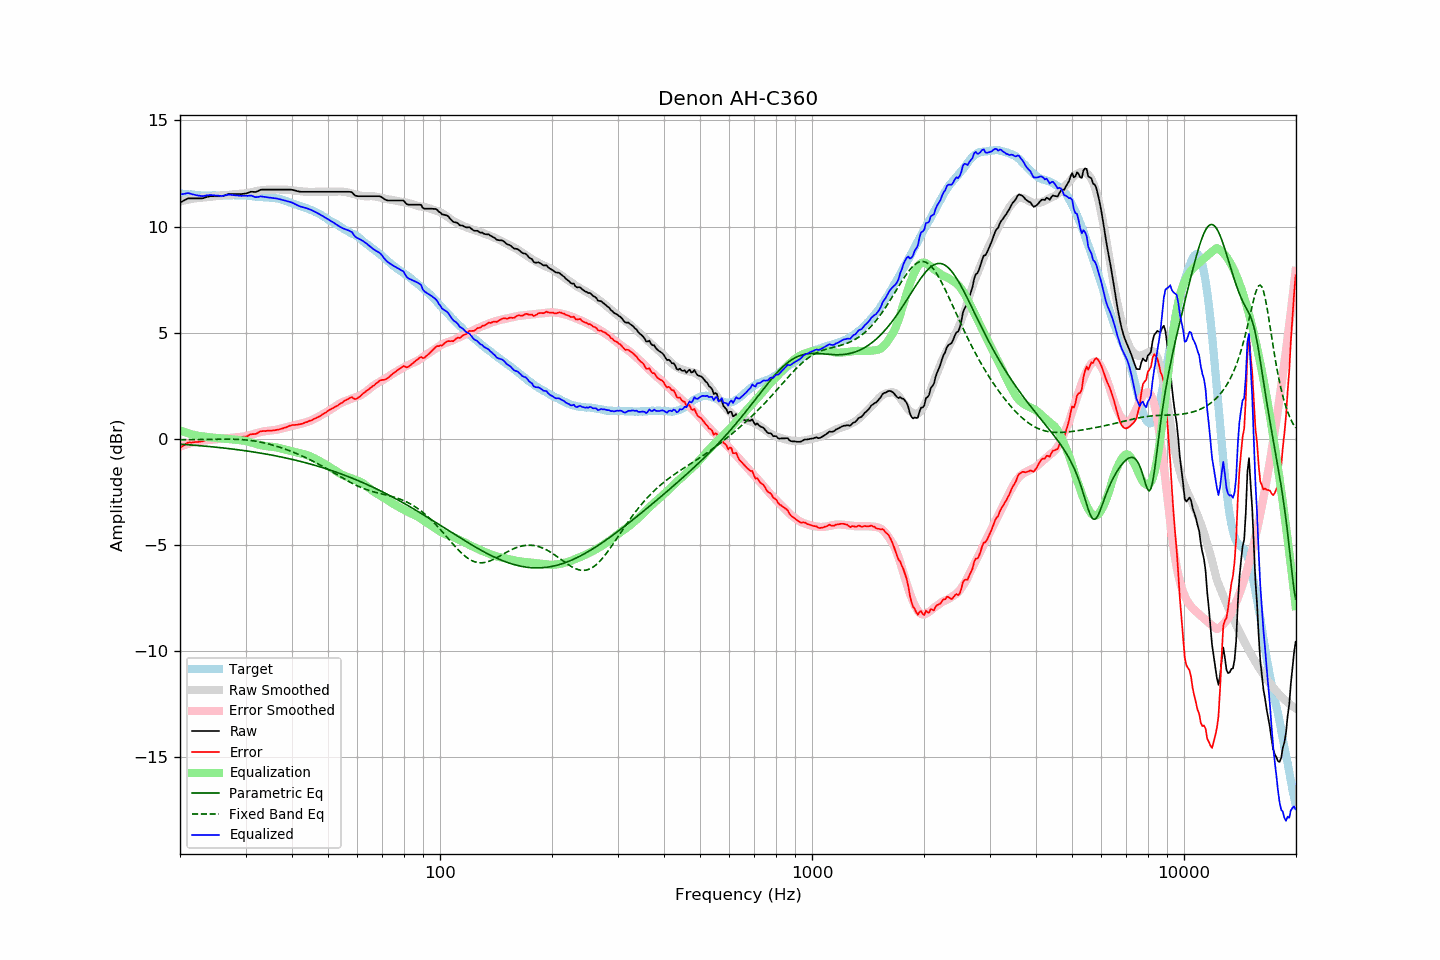 Denon AH-C360
15
10
5
0
−5
−10
−15
Amplitude (dBr)
Target
Raw Smoothed
Error Smoothed
Raw
Error
Equalization
Parametric Eq
Fixed Band Eq
Equalized
100
1000
10000
Frequency (Hz)